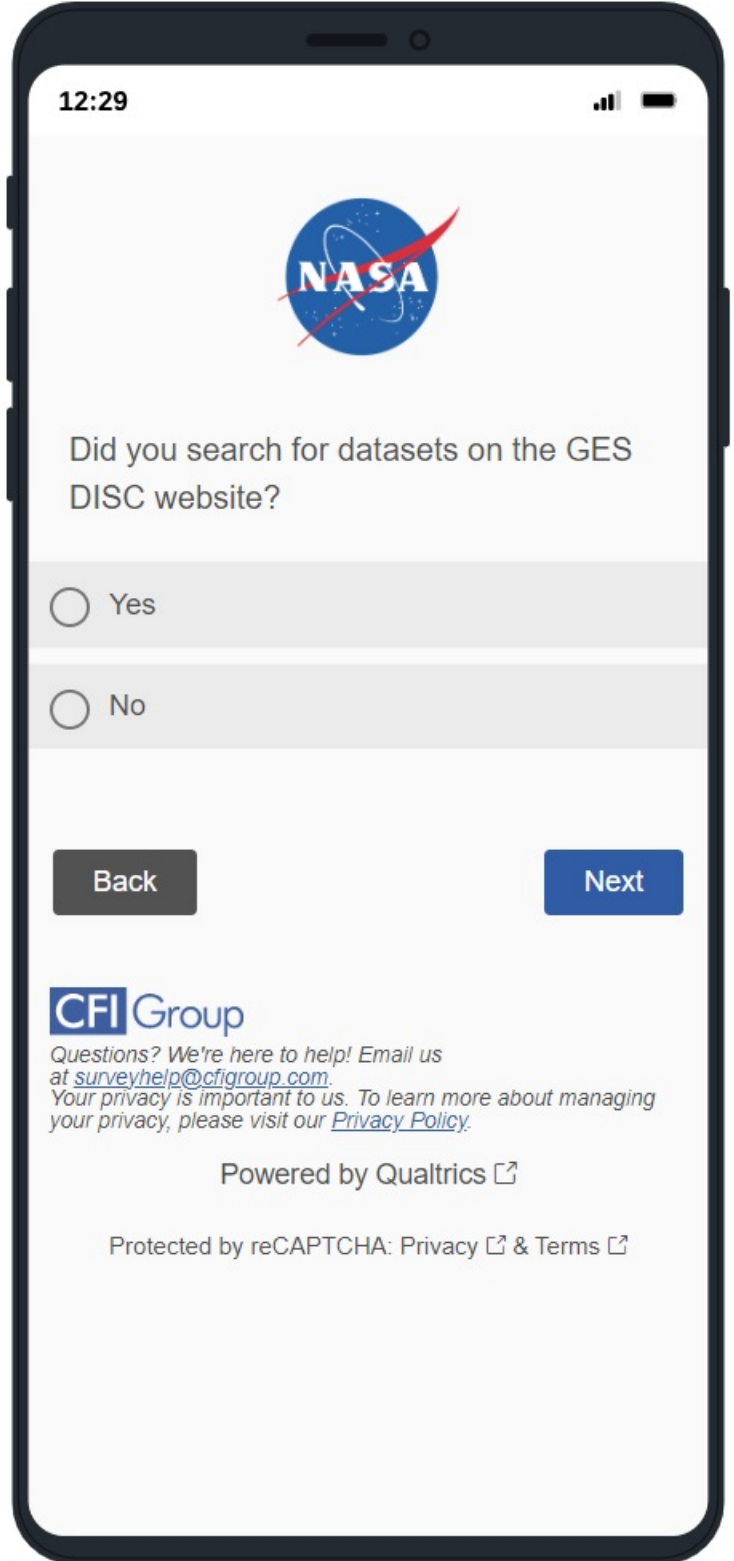 12:29
NASA
Did you search for datasets on the GES
DISC website?
Yes
No
Back
Next
CFI Group
Questions? We're here to help! Email us
at surveyhelp@cfigroup.com.
Your privacy is important to us. To learn more about managing
your privacy, please visit our Privacy Policy.
Powered by Qualtrics
Protected by reCAPTCHA: Privacy & Terms